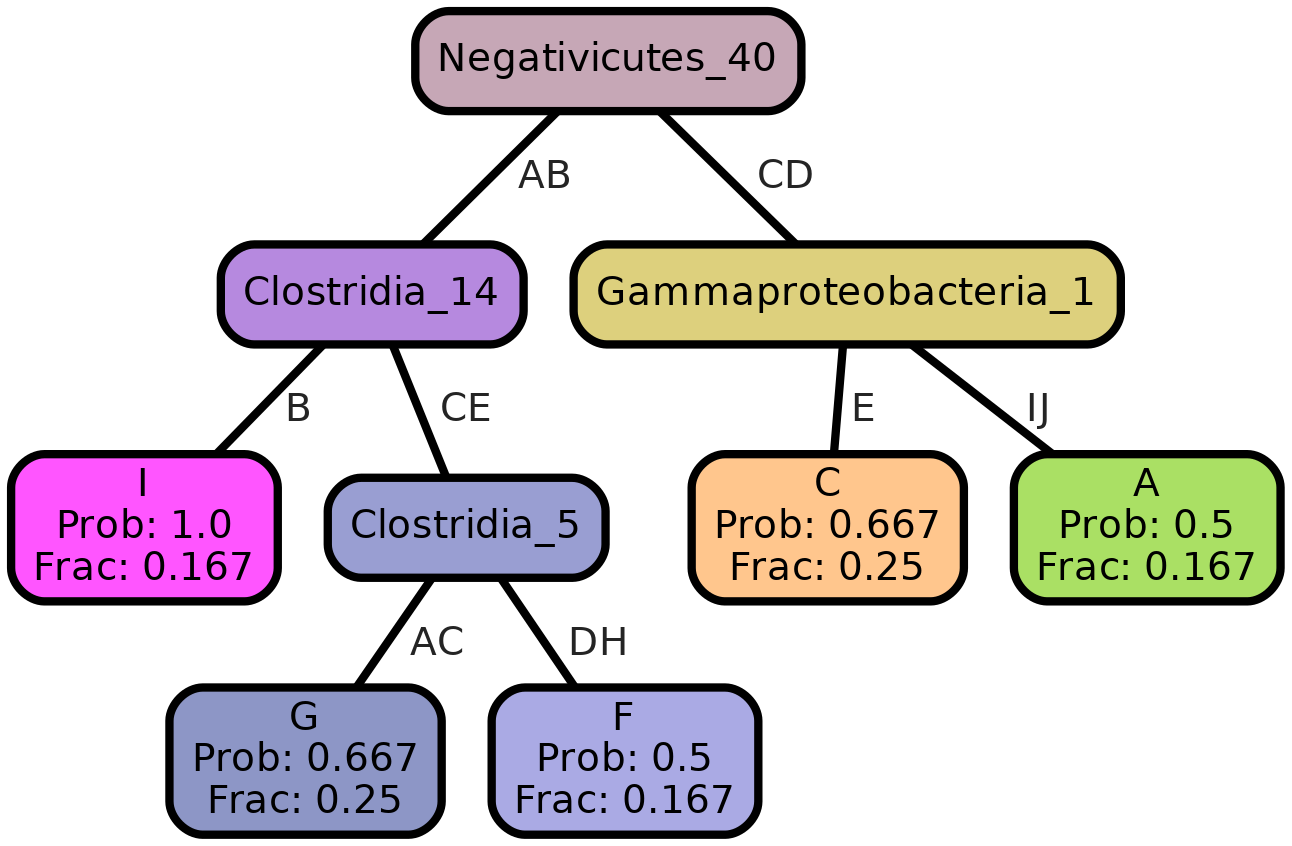 Negativicutes_40
AB
CD
Clostridia_14
Gammaproteobacteria_1
B
CE
E
IJ
I
Prob: 1.0
Frac: 0.167
Clostridia_5
C
Prob: 0.667
Frac: 0.25
A
Prob: 0.5
Frac: 0.167
AC
DH
G
Prob: 0.667
Frac: 0.25
F
Prob: 0.5
Frac: 0.167